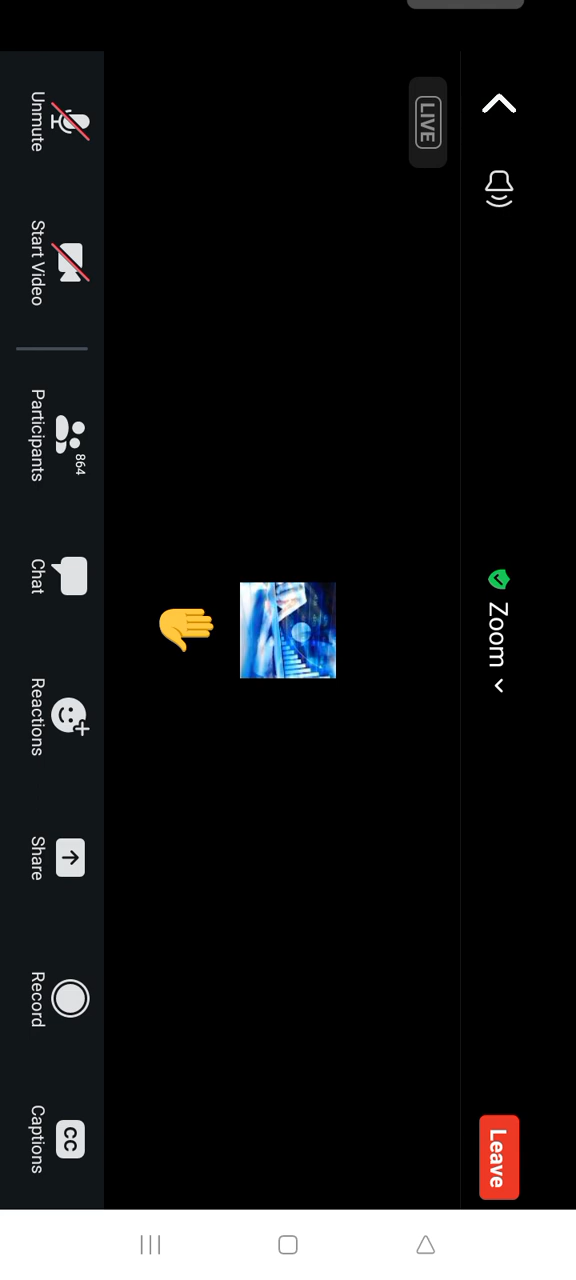 Zoom
Leave
LIVE
Unmute
Start Video
864
Participants
Chat
Reactions
Share
Record
CC
Captions